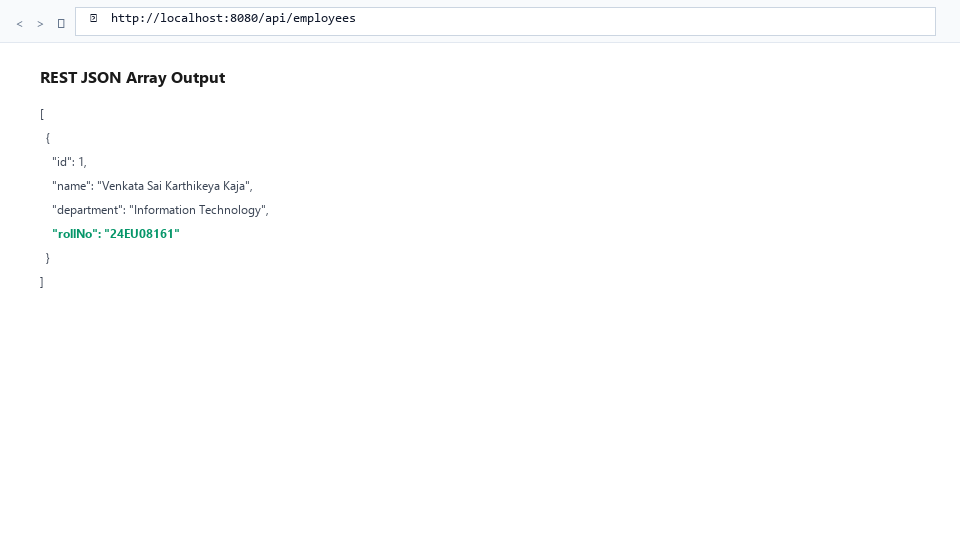 < > http://localhost:8080/api/employees
REST JSON Array Output
[
{
"id": 1,
"name": "Venkata Sai Karthikeya Kaja",
"department": "Information Technology",
"rollNo": "24EU08161"
}
]